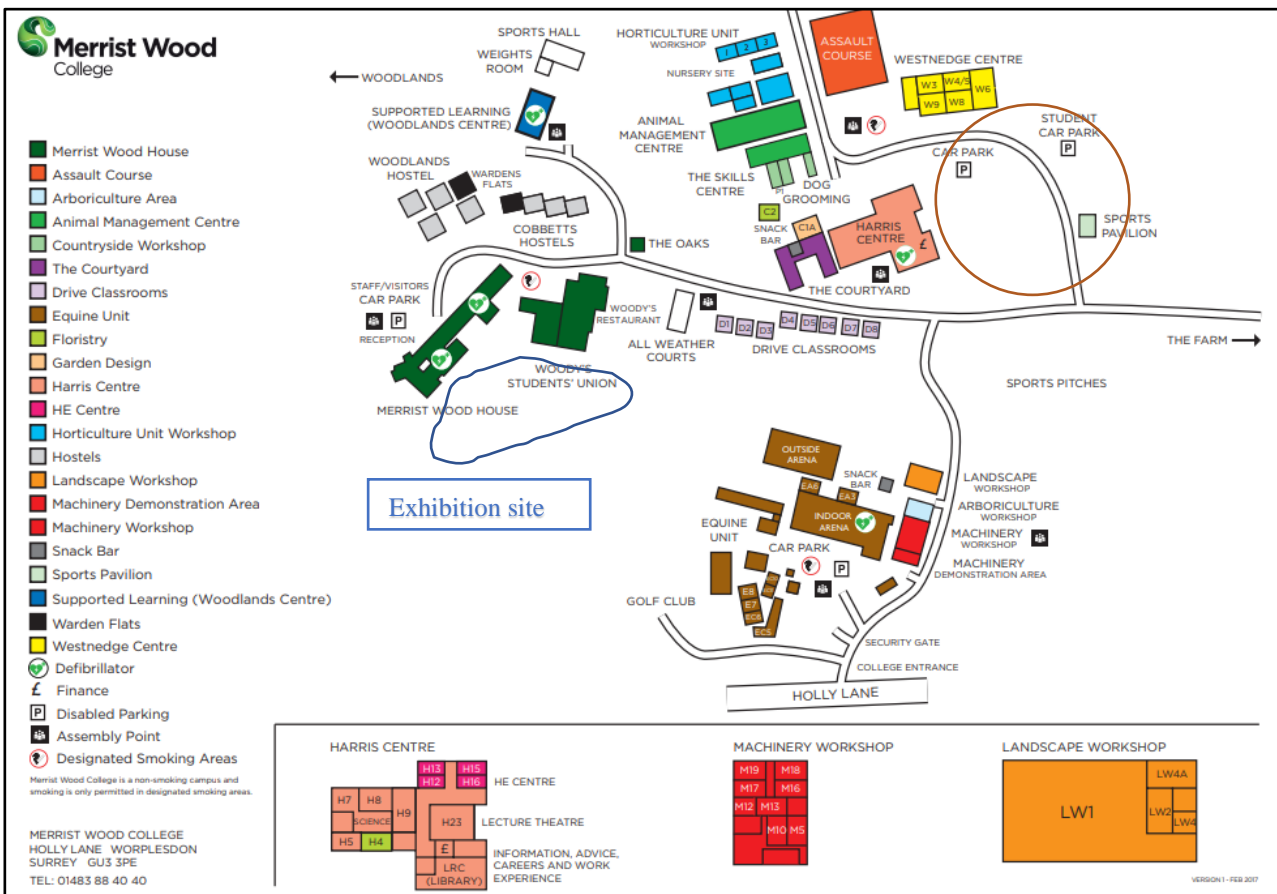 Merrist Wood
College
Merrist Wood House
Assault Course
Arboriculture Area
Animal Management Centre
Countryside Workshop
The Courtyard
Drive Classrooms
Equine Unit
Floristry
Garden Design
Harris Centre
HE Centre
Horticulture Unit Workshop
Hostels
Landscape Workshop
Machinery Demonstration Area
Machinery Workshop
Snack Bar
Sports Pavilion
Supported Learning (Woodlands Centre)
Warden Flats
Westnedge Centre
Defibrillator
£ Finance
P Disabled Parking
Assembly Point
Designated Smoking Areas
Merrist Wood College is a non-smoking campus and
smoking is only permitted in designated smoking areas.
MERRIST WOOD COLLEGE
HOLLY LANE WORPLESDON
SURREY GU3 3PE
TEL: 01483 88 40 40
WOODLANDS
SPORTS HALL
WEIGHTS
ROOM
SUPPORTED LEARNING
(WOODLANDS CENTRE)
WOODLANDS
HOSTEL
WARDENS
FLATS
COBBETTS
HOSTELS
THE OAKS
STAFF/VISITORS
CAR PARK
P
RECEPTION
MERRIST WOOD HOUSE
WOODY'S
RESTAURANT
WOODY'S
STUDENTS' UNION
Exhibition site
HORTICULTURE UNIT
WORKSHOP
1 2 3
NURSERY SITE
ANIMAL
MANAGEMENT
CENTRE
THE SKILLS
CENTRE
P1
DOG
GROOMING
C2
SNACK
BAR
C1A
HARRIS
CENTRE
£
THE COURTYARD
ASSAULT
COURSE
WESTNEDGE CENTRE
W3 W4/5 W6
W9 W8
STUDENT
CAR PARK
P
CAR PARK
P
SPORTS
PAVILION
ALL WEATHER
COURTS
D1 D2 D3 D4 D5 D6 D7 D8
DRIVE CLASSROOMS
THE FARM
SPORTS PITCHES
OUTSIDE
ARENA
SNACK
BAR
EA6
EA3
INDOOR
ARENA
LANDSCAPE
WORKSHOP
ARBORICULTURE
WORKSHOP
MACHINERY
WORKSHOP
MACHINERY
DEMONSTRATION AREA
EQUINE
UNIT
CAR PARK
P
E8
E7
EC6
EC5
GOLF CLUB
SECURITY GATE
COLLEGE ENTRANCE
HOLLY LANE
HARRIS CENTRE
H13 H15
H12 H16
HE CENTRE
H7 H8
H9
SCIENCE
H5 H4
H23
LECTURE THEATRE
£
LRC
(LIBRARY)
INFORMATION, ADVICE,
CAREERS AND WORK
EXPERIENCE
MACHINERY WORKSHOP
M19 M18
M17 M16
M12 M13
M10 M5
LANDSCAPE WORKSHOP
LW1
LW4A
LW2
LW4
VERSION 1 - FEB 2017